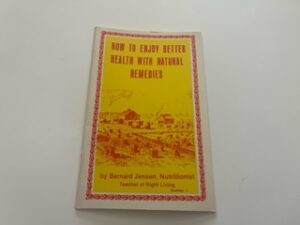 HOW TO ENJOY BETTER
HEALTH WITH NATURAL
REMEDIES
by Bernard Jensen, Nutritionist
Teacher of Right Living